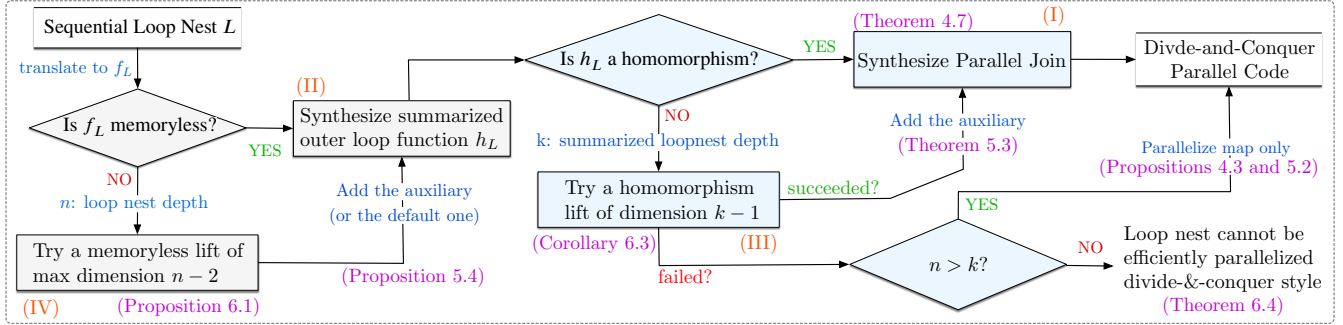 Sequential Loop Nest L
translate to f_L
Is f_L memoryless?
YES
NO
n: loop nest depth
Try a memoryless lift of
max dimension n − 2
(IV)
(Proposition 6.1)
(II)
Synthesize summarized
outer loop function h_L
Add the auxiliary
(or the default one)
(Proposition 5.4)
Is h_L a homomorphism?
YES
NO
k: summarized loopnest depth
Try a homomorphism
lift of dimension k − 1
(Corollary 6.3)
(III)
succeeded?
failed?
(Theorem 4.7)
(I)
Synthesize Parallel Join
Add the auxiliary
(Theorem 5.3)
n > k?
YES
NO
Divde-and-Conquer
Parallel Code
Parallelize map only
(Propositions 4.3 and 5.2)
Loop nest cannot be
efficiently parallelized
divide-&-conquer style
(Theorem 6.4)